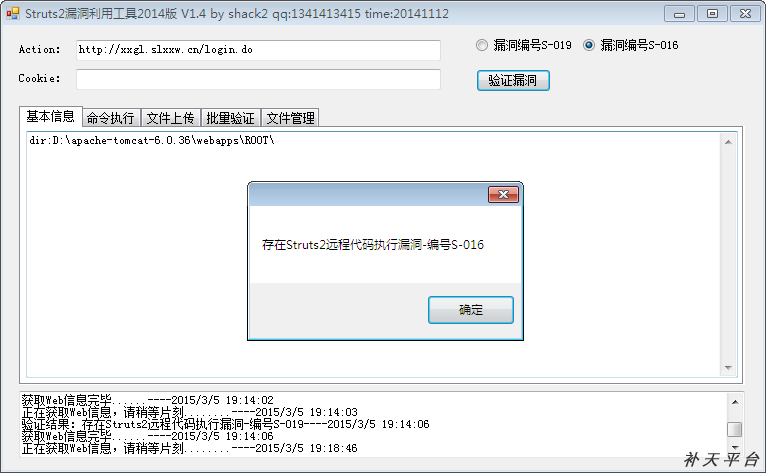 Struts2漏洞利用工具2014版 V1.4 by shack2 qq:1341413415 time:20141112
Action: http://xxgl.slxxw.cn/login.do 漏洞编号S-019 漏洞编号S-016
Cookie: 验证漏洞
基本信息 命令执行 文件上传 批量验证 文件管理
dir:D:\apache-tomcat-6.0.36\webapps\ROOT\
存在Struts2远程代码执行漏洞-编号S-016
确定
获取Web信息完毕......----2015/3/5 19:14:02
正在获取Web信息，请稍等片刻........----2015/3/5 19:14:03
验证结果：存在Struts2远程代码执行漏洞-编号S-019----2015/3/5 19:14:06
获取Web信息完毕......----2015/3/5 19:14:06
正在获取Web信息，请稍等片刻........----2015/3/5 19:18:46
补天平台